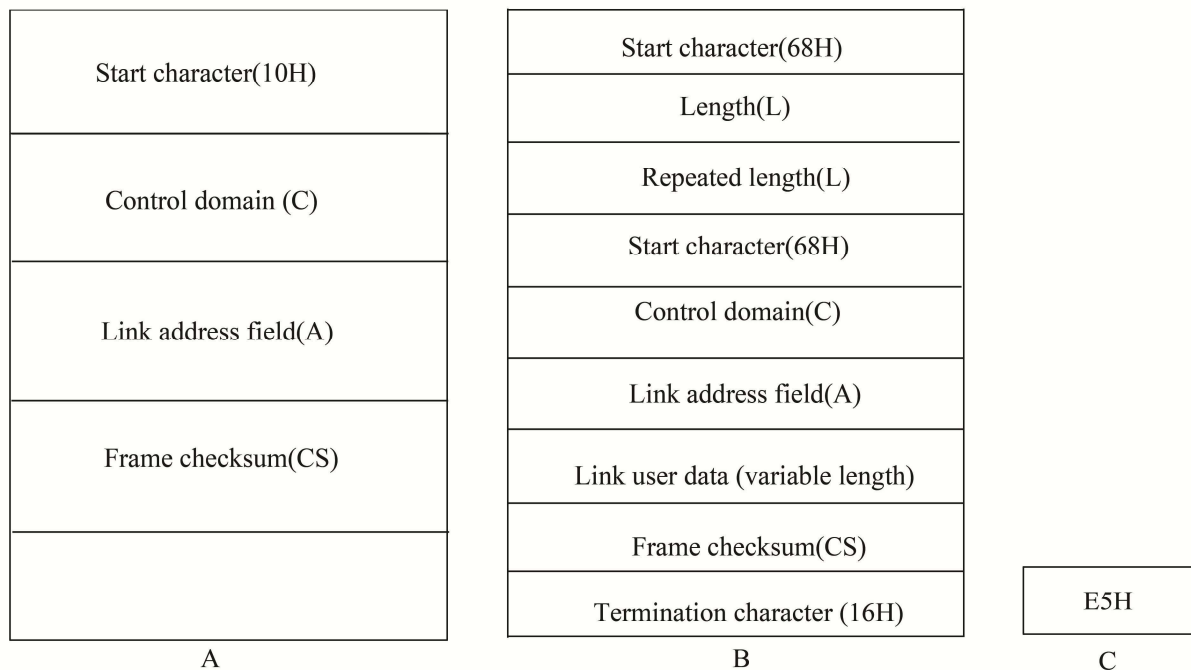 Start character(10H)
Control domain (C)
Link address field(A)
Frame checksum(CS)
A
Start character(68H)
Length(L)
Repeated length(L)
Start character(68H)
Control domain(C)
Link address field(A)
Link user data (variable length)
Frame checksum(CS)
Termination character (16H)
B
E5H
C